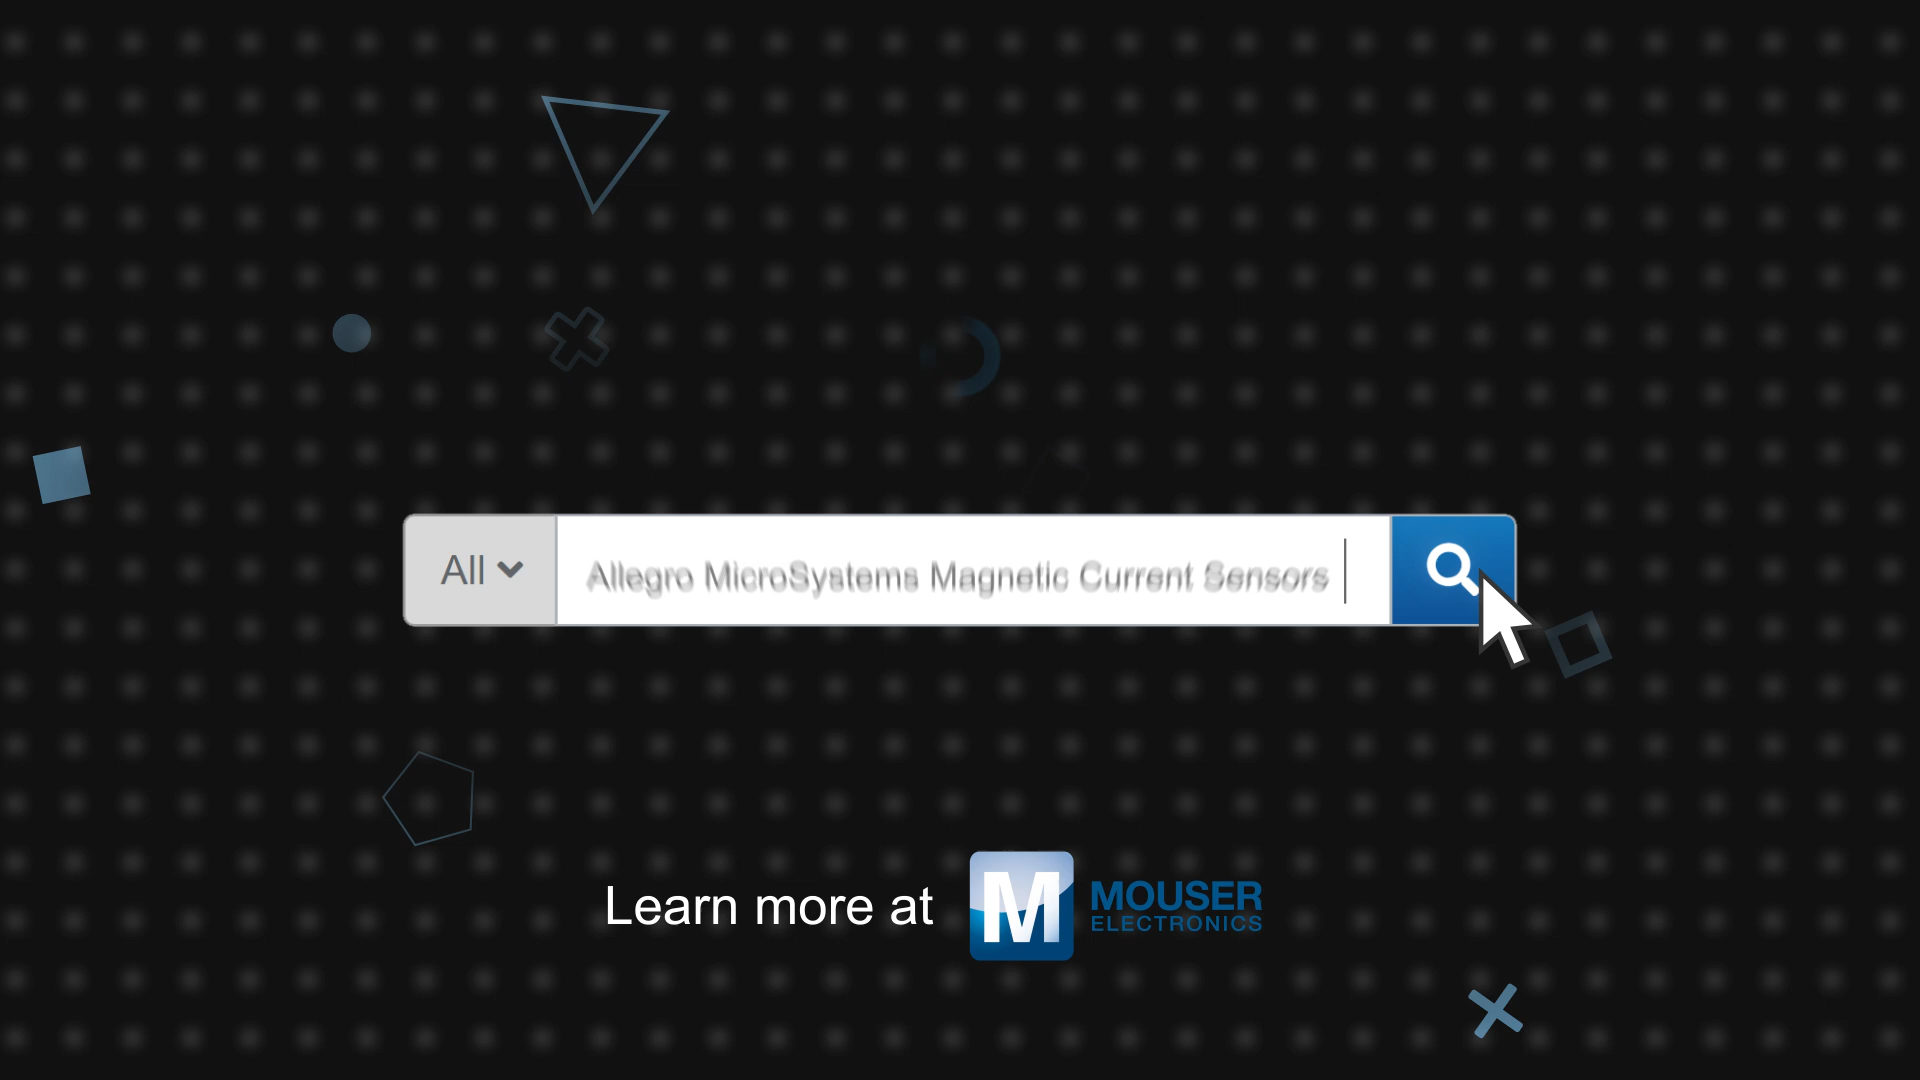 All
Allegro MicroSystems Magnetic Current Sensors
Learn more at
M
MOUSER
ELECTRONICS